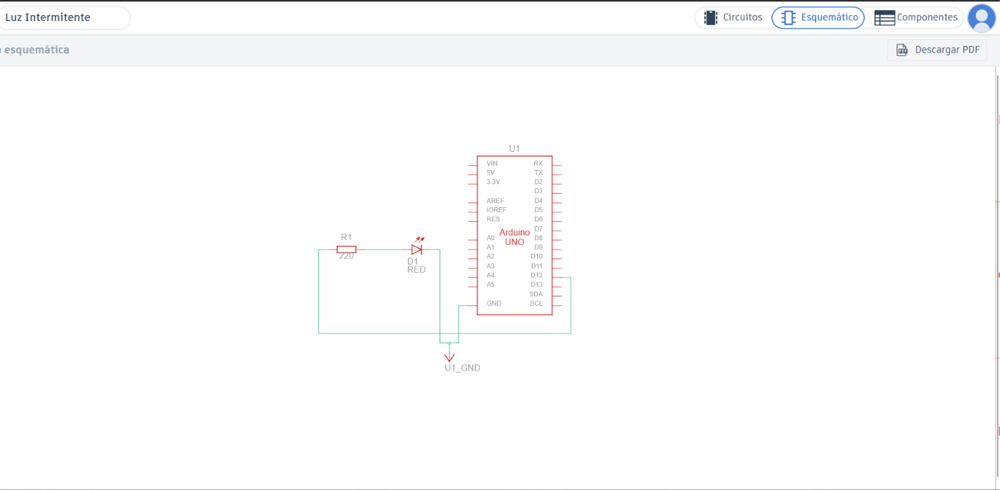 Luz Intermitente
Circuitos
Esquemático
Componentes
esquemática
PDF
Descargar PDF
U1
VIN RX
5V TX
3.3V D2
D3
AREF D4
IOREF D5
RES D6
D7
Arduino
UNO
A0 D8
A1 D9
A2 D10
A3 D11
A4 D12
A5 D13
SDA
GND SCL
R1
220
D1
RED
U1_GND